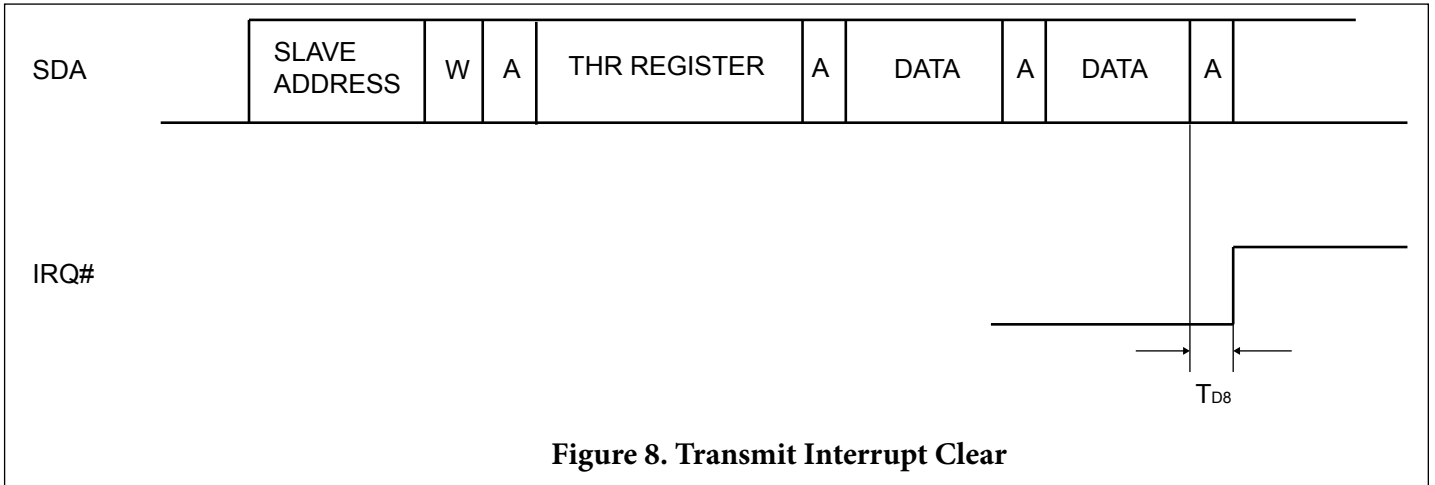 SDA
SLAVE
ADDRESS
W
A
THR REGISTER
A
DATA
A
DATA
A
IRQ#
TD8
Figure 8. Transmit Interrupt Clear